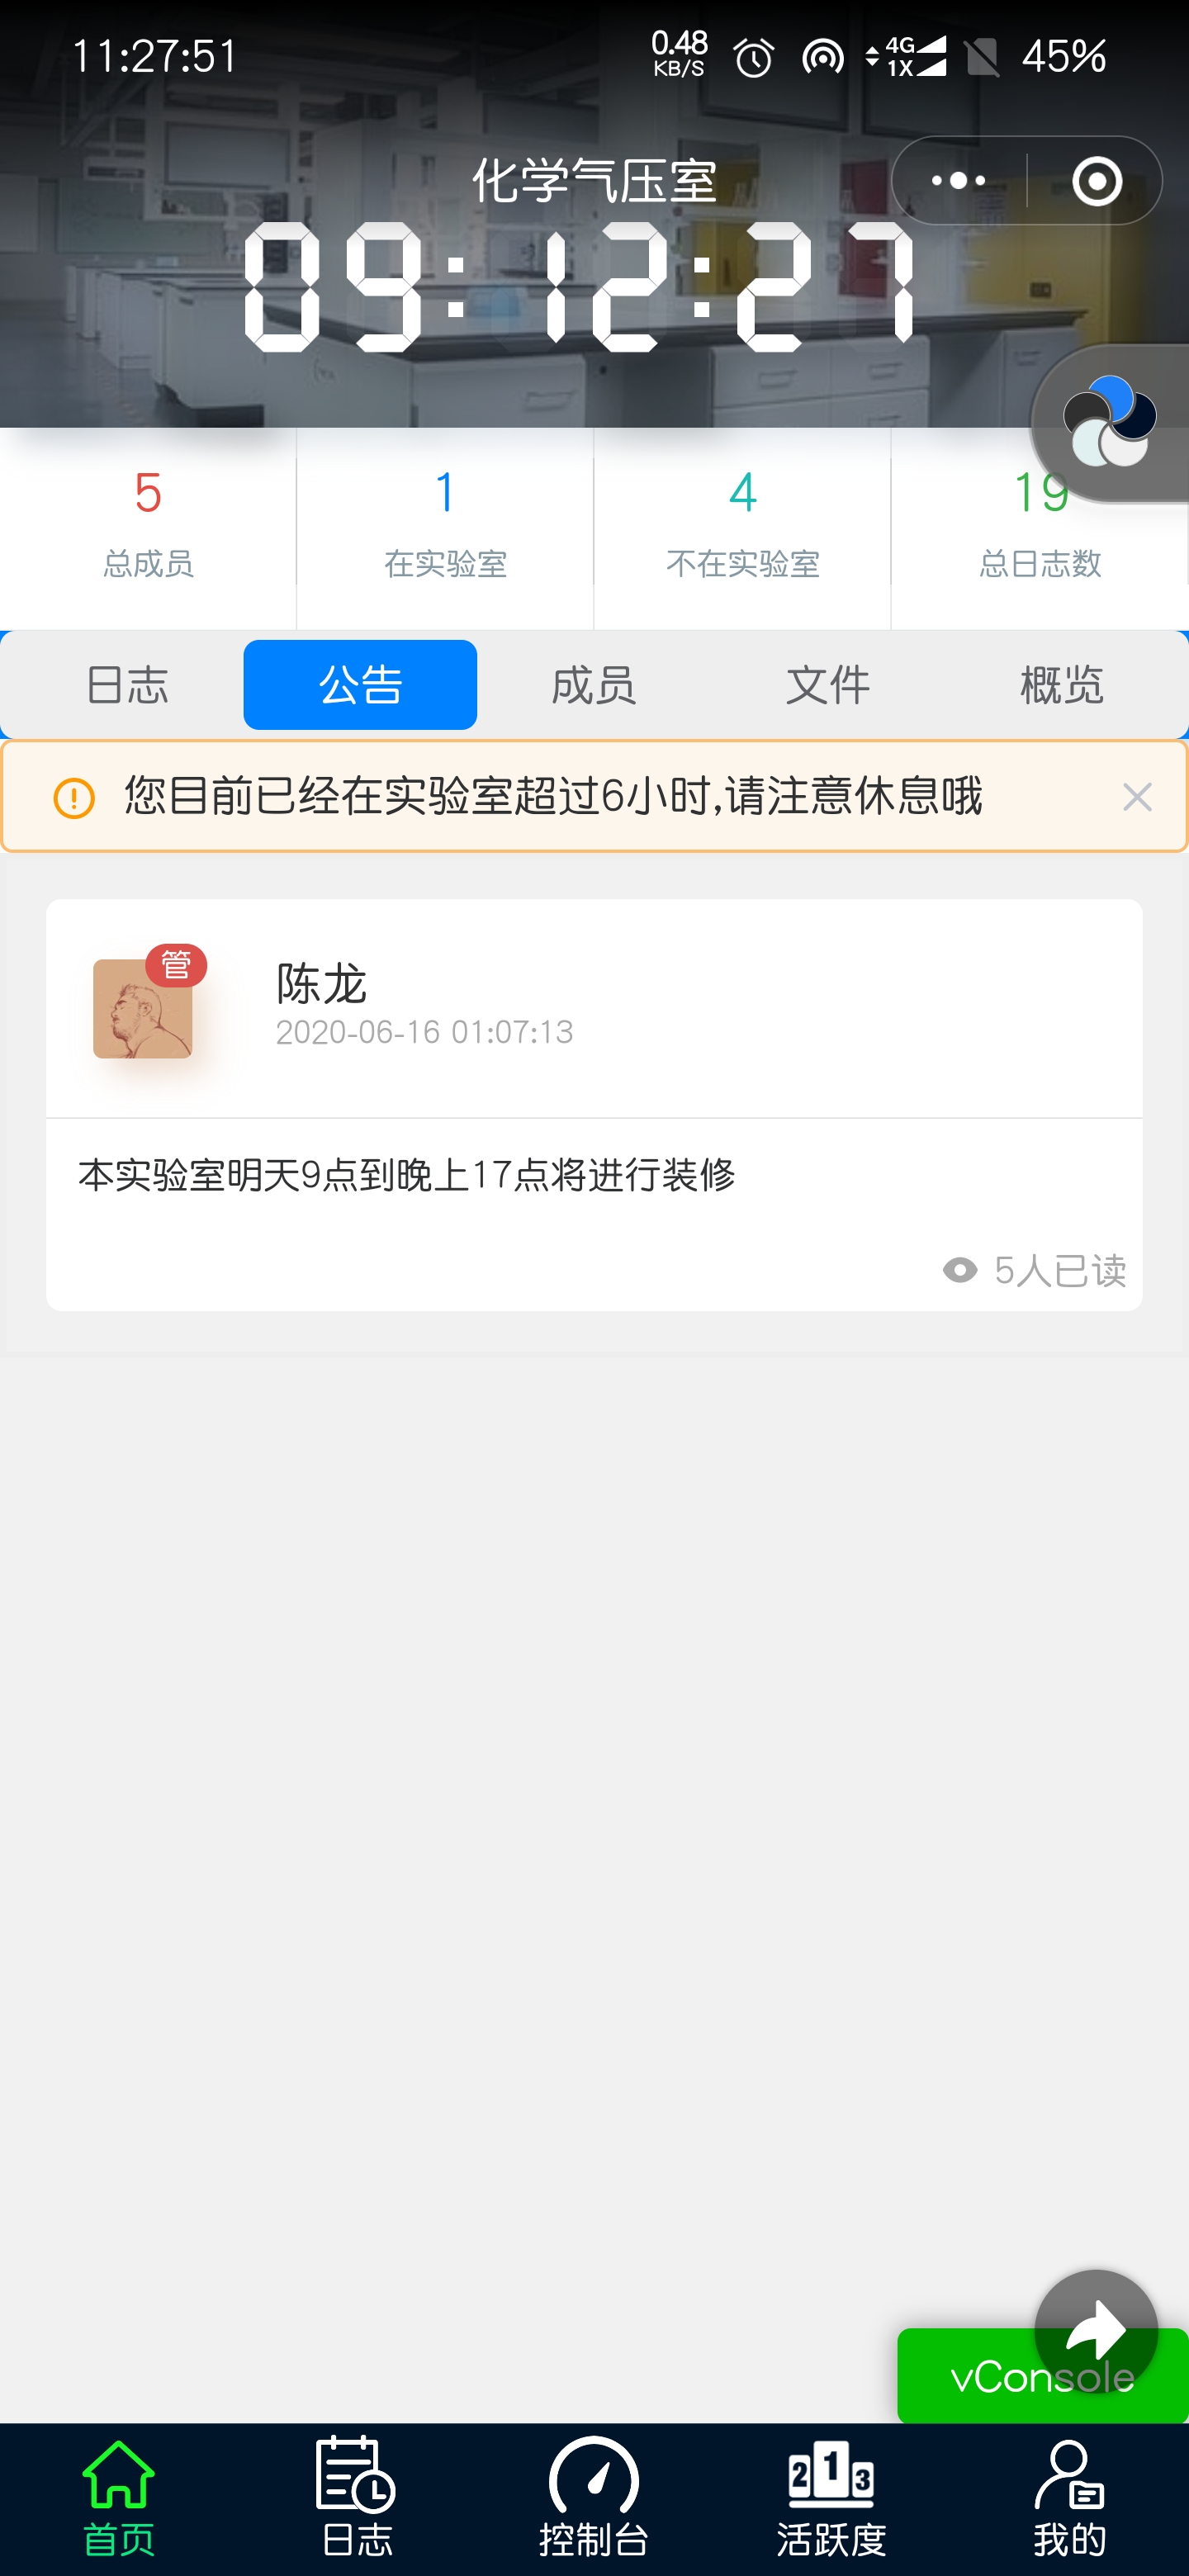 11:27:51 0.48 KB/S 4G 1X 45%
化学气压室
09:12:27
5 1 4 19
总成员 在实验室 不在实验室 总日志数
日志 公告 成员 文件 概览
您目前已经在实验室超过6小时,请注意休息哦
管
陈龙
2020-06-16 01:07:13
本实验室明天9点到晚上17点将进行装修
5人已读
vConsole
2 1 3
首页 日志 控制台 活跃度 我的